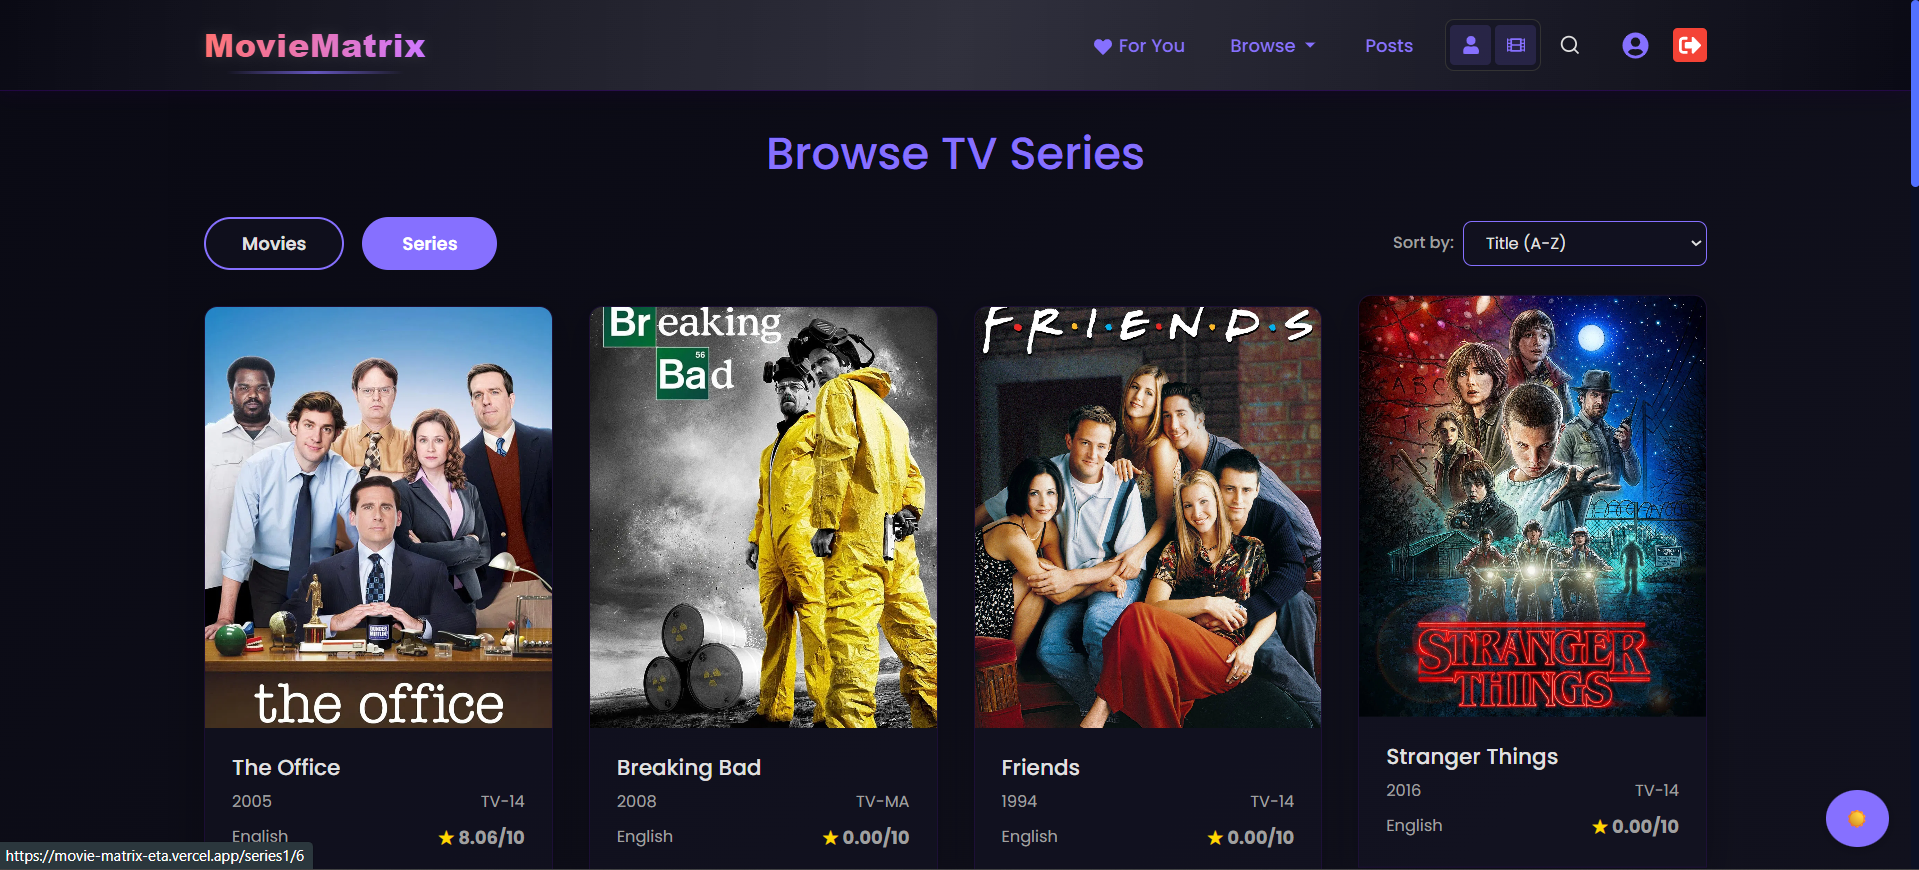 MovieMatrix
For You
Browse
Posts
Browse TV Series
Movies
Series
Sort by:
Title (A-Z)
the office
Breaking
56
Bad
F·R·I·E·N·D·S
STRANGER
THINGS
The Office
2005
TV-14
English
8.06/10
Breaking Bad
2008
TV-MA
English
0.00/10
Friends
1994
TV-14
English
0.00/10
Stranger Things
2016
TV-14
English
0.00/10
https://movie-matrix-eta.vercel.app/series1/6